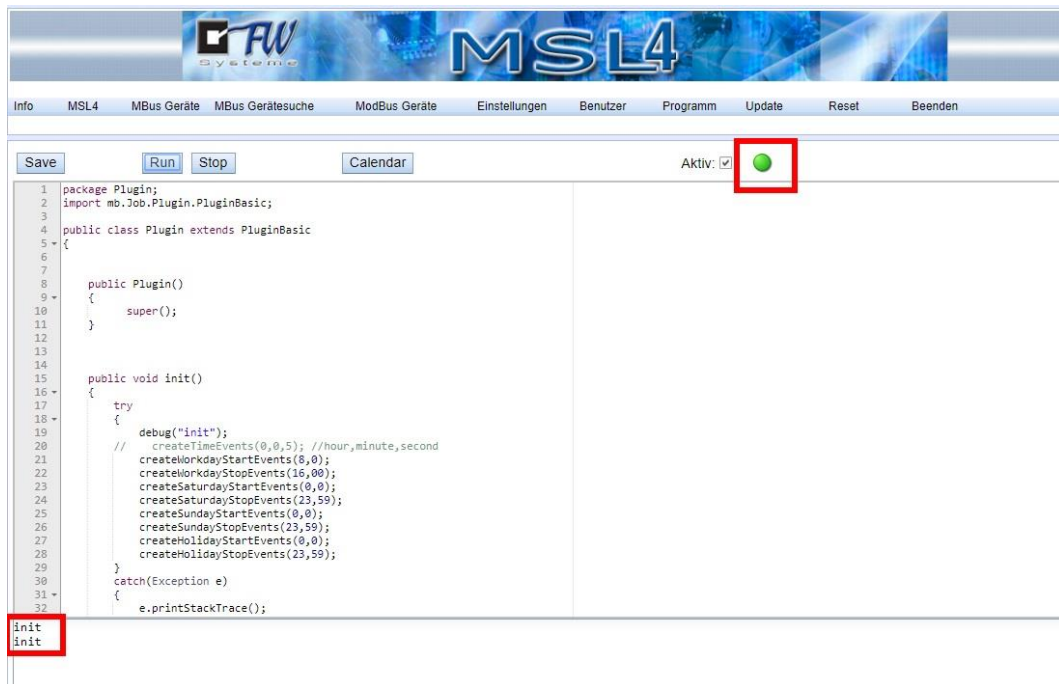 FW
Systeme
MSL4
Info MSL4 MBus Geräte MBus Gerätesuche ModBus Geräte Einstellungen Benutzer Programm Update Reset Beenden
Save Run Stop Calendar Aktiv:
1 package Plugin;
2 import mb.Job.Plugin.PluginBasic;
3
4 public class Plugin extends PluginBasic
5 {
6
7
8 public Plugin()
9 {
10 super();
11 }
12
13
14
15 public void init()
16 {
17 try
18 {
19 debug("init");
20 // createTimeEvents(0,0,5); //hour,minute,second
21 createWorkdayStartEvents(8,0);
22 createWorkdayStopEvents(16,00);
23 createSaturdayStartEvents(0,0);
24 createSaturdayStopEvents(23,59);
25 createSundayStartEvents(0,0);
26 createSundayStopEvents(23,59);
27 createHolidayStartEvents(0,0);
28 createHolidayStopEvents(23,59);
29 }
30 catch(Exception e)
31 {
32 e.printStackTrace();
init
init